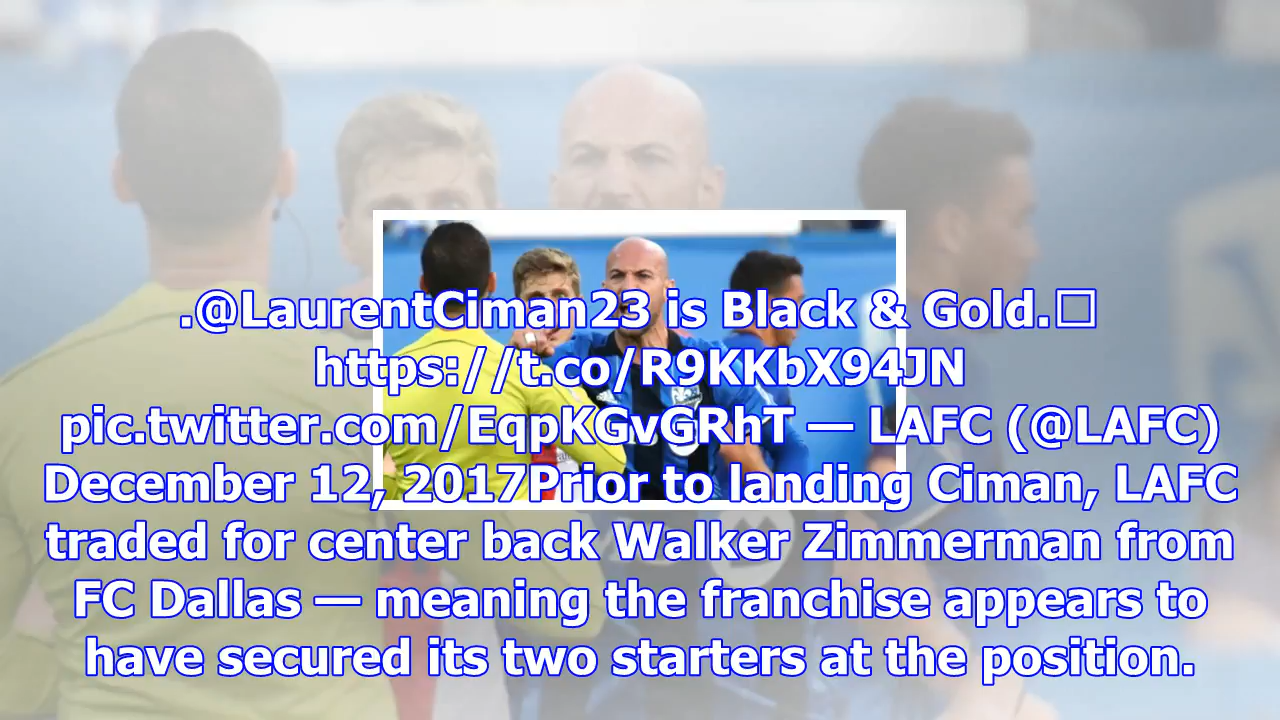 .@LaurentCiman23 is Black & Gold.□
https://t.co/R9KKbX94JN
pic.twitter.com/EqpKGvGRhT — LAFC (@LAFC)
December 12, 2017Prior to landing Ciman, LAFC
traded for center back Walker Zimmerman from
FC Dallas — meaning the franchise appears to
have secured its two starters at the position.